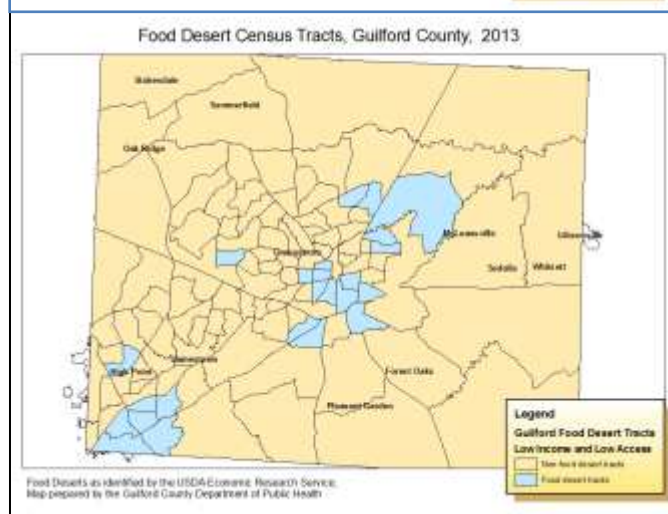 Food Desert Census Tracts, Guilford County, 2013
Stokesdale
Summerfield
Oak Ridge
McLeansville
Gibsonville
Greensboro
Sedalia
Whitsett
Jamestown
High Point
Forest Oaks
Pleasant Garden
Legend
Guilford Food Desert Tracts
Low Income and Low Access
Non food desert tracts
Food desert tracts
Food Deserts as identified by the USDA-Economic Research Service.
Map prepared by the Guilford County Department of Public Health